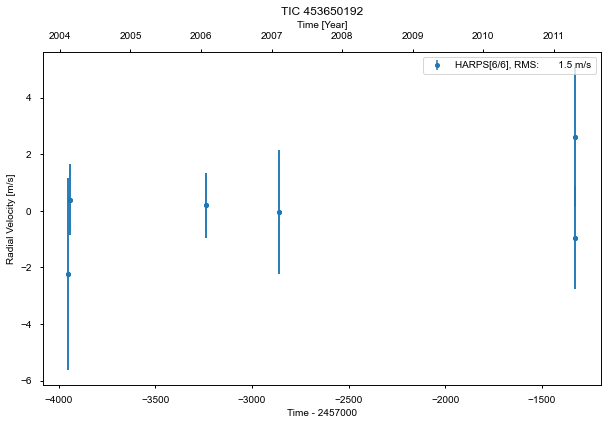 TIC 453650192
Time [Year]
2004 2005 2006 2007 2008 2009 2010 2011
HARPS[6/6], RMS: 1.5 m/s
Radial Velocity [m/s]
4
2
0
−2
−4
−6
−4000 −3500 −3000 −2500 −2000 −1500
Time - 2457000